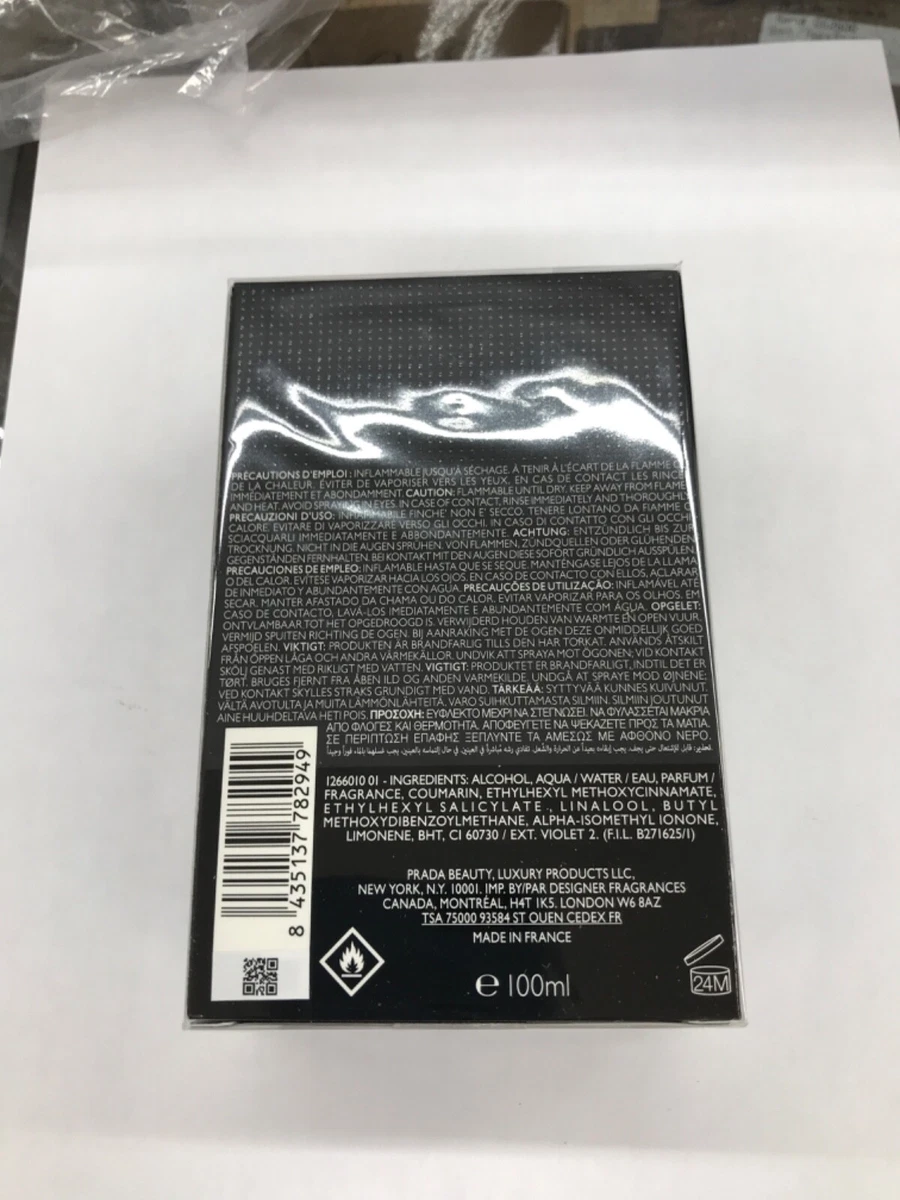 PRÉCAUTIONS D'EMPLOI : INFLAMMABLE JUSQU'À SÉCHAGE. À TENIR À L'ÉCART DE LA FLAMME O
DE LA CHALEUR. ÉVITER DE VAPORISER VERS LES YEUX. EN CAS DE CONTACT LES RINCE
IMMÉDIATEMENT ET ABONDAMMENT. CAUTION: FLAMMABLE UNTIL DRY. KEEP AWAY FROM FLAME
AND HEAT. AVOID SPRAYING IN EYES. IN CASE OF CONTACT, RINSE IMMEDIATELY AND THOROUGHLY
PRECAUZIONI D'USO: INFIAMMABILE FINCHE' NON E' SECCO. TENERE LONTANO DA FIAMME O
CALORE. EVITARE DI VAPORIZZARE VERSO GLI OCCHI. IN CASO DI CONTATTO CON GLI OCCHI
SCIACQUARLI IMMEDIATAMENTE E ABBONDANTEMENTE. ACHTUNG: ENTZÜNDLICH BIS ZUR
TROCKNUNG. NICHT IN DIE AUGEN SPRÜHEN. VON FLAMMEN, ZÜNDQUELLEN ODER GLÜHENDEN
GEGENSTÄNDEN FERNHALTEN. BEI KONTAKT MIT DEN AUGEN DIESE SOFORT GRÜNDLICH AUSSPÜLEN.
PRECAUCIONES DE EMPLEO: INFLAMABLE HASTA QUE SE SEQUE. MANTÉNGASE LEJOS DE LA LLAMA
O DEL CALOR. EVÍTESE VAPORIZAR HACIA LOS OJOS. EN CASO DE CONTACTO CON ELLOS, ACLARAR
DE INMEDIATO Y ABUNDANTEMENTE CON AGUA. PRECAUÇÕES DE UTILIZAÇÃO: INFLAMÁVEL ATÉ
SECAR. MANTER AFASTADO DA CHAMA OU DO CALOR. EVITAR VAPORIZAR PARA OS OLHOS. EM
CASO DE CONTACTO, LAVÁ-LOS IMEDIATAMENTE E ABUNDANTEMENTE COM ÁGUA. OPGELET:
ONTVLAMBAAR TOT HET OPGEDROOGD IS. VERWIJDERD HOUDEN VAN WARMTE EN OPEN VUUR.
VERMIJD SPUITEN RICHTING DE OGEN. BIJ AANRAKING MET DE OGEN DEZE ONMIDDELLIJK GOED
AFSPOELEN. VIKTIGT: PRODUKTEN ÄR BRANDFARLIG TILLS DEN HAR TORKAT. ANVÄNDS ÅTSKILT
FRÅN ÖPPEN LÅGA OCH ANDRA VÄRMEKÄLLOR. UNDVIK ATT SPRAYA MOT ÖGONEN; VID KONTAKT
SKÖLJ GENAST MED RIKLIGT MED VATTEN. VIGTIGT: PRODUKTET ER BRANDFARLIGT, INDTIL DET ER
TØRT. BRUGES FJERNT FRA ÅBEN ILD OG ANDEN VARMEKILDE. UNDGÅ AT SPRAYE MOD ØJNENE;
VED KONTAKT SKYLLES STRAKS GRUNDIGT MED VAND. TÄRKEÄÄ: SYTTYVÄÄ KUNNES KUIVUNUT.
VÄLTÄ AVOTULTA JA MUITA LÄMMÖNLÄHTEITÄ. VARO SUIHKUTTAMASTA SILMIIN. SILMIIN JOUTUNUT
AINE HUUHDELTAVA HETI POIS. ΠΡΟΣΟΧΗ: ΕΥΦΛΕΚΤΟ ΜΕΧΡΙ ΝΑ ΣΤΕΓΝΩΣΕΙ. ΝΑ ΦΥΛΑΣΣΕΤΑΙ ΜΑΚΡΙΑ
ΑΠΟ ΦΛΟΓΕΣ ΚΑΙ ΘΕΡΜΟΤΗΤΑ. ΑΠΟΦΕΥΓΕΤΕ ΝΑ ΨΕΚΑΖΕΤΕ ΠΡΟΣ ΤΑ ΜΑΤΙΑ.
ΣΕ ΠΕΡΙΠΤΩΣΗ ΕΠΑΦΗΣ ΞΕΠΛΥΝΤΕ ΤΑ ΑΜΕΣΩΣ ΜΕ ΑΦΘΟΝΟ ΝΕΡΟ.
8 435137 782949
1266010 01 - INGREDIENTS: ALCOHOL, AQUA / WATER / EAU, PARFUM /
FRAGRANCE, COUMARIN, ETHYLHEXYL METHOXYCINNAMATE,
ETHYLHEXYL SALICYLATE, LINALOOL, BUTYL
METHOXYDIBENZOYLMETHANE, ALPHA-ISOMETHYL IONONE,
LIMONENE, BHT, CI 60730 / EXT. VIOLET 2. (F.I.L. B271625/1)
PRADA BEAUTY, LUXURY PRODUCTS LLC,
NEW YORK, N.Y. 10001. IMP. BY/PAR DESIGNER FRAGRANCES
CANADA, MONTRÉAL, H4T 1K5. LONDON W6 8AZ
TSA 75000 93584 ST OUEN CEDEX FR
MADE IN FRANCE
e 100ml
24M